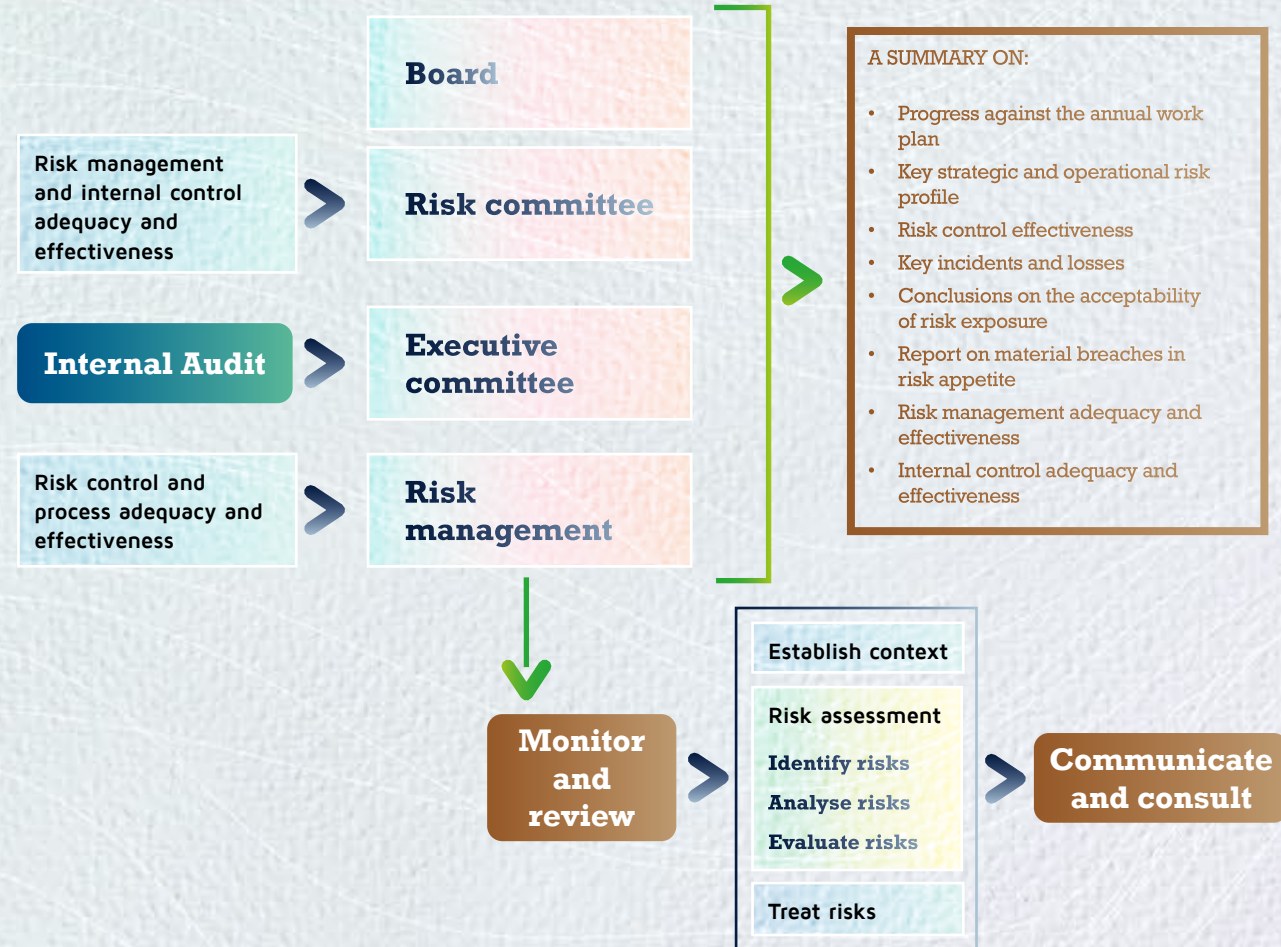 Board
Risk management
and internal control
adequacy and
effectiveness
Risk committee
Internal Audit
Executive
committee
Risk control and
process adequacy and
effectiveness
Risk
management
A SUMMARY ON:
• Progress against the annual work
plan
• Key strategic and operational risk
profile
• Risk control effectiveness
• Key incidents and losses
• Conclusions on the acceptability
of risk exposure
• Report on material breaches in
risk appetite
• Risk management adequacy and
effectiveness
• Internal control adequacy and
effectiveness
Monitor
and
review
Establish context
Risk assessment
Identify risks
Analyse risks
Evaluate risks
Treat risks
Communicate
and consult